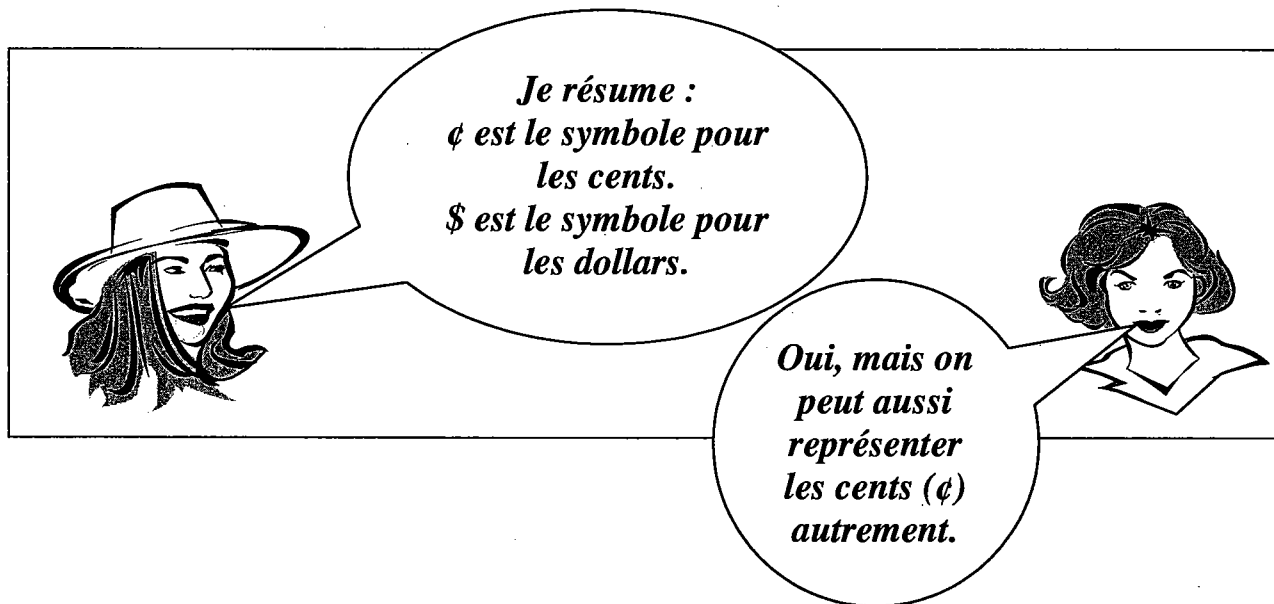 Je résume :
¢ est le symbole pour
les cents.
$ est le symbole pour
les dollars.
Oui, mais on
peut aussi
représenter
les cents (¢)
autrement.